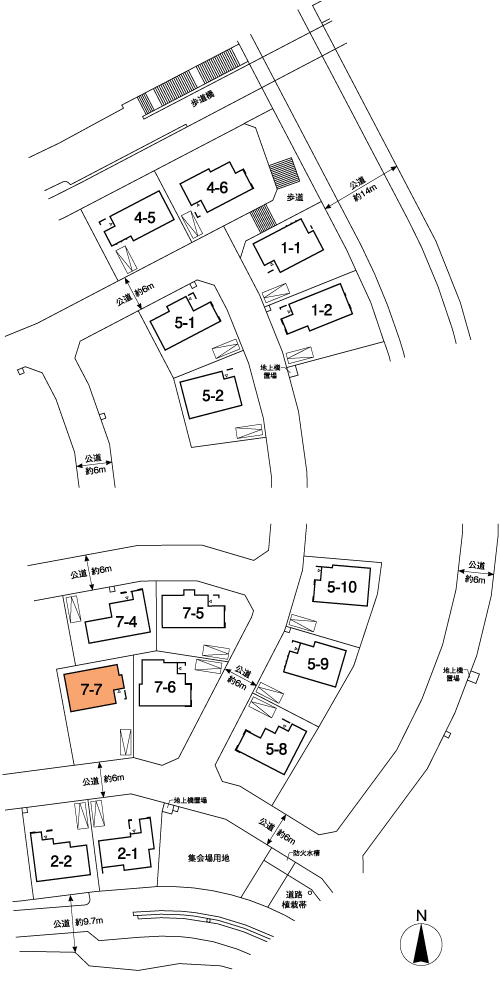 歩道橋
4-6
公道
約14m
歩道
4-5
1-1
公道 約6m
1-2
5-1
地上機
置場
5-2
公道
約6m
公道 約6m
公道
約6m
5-10
7-5
7-4
5-9
地上機
置場
公道
約6m
7-7
7-6
5-8
公道 約6m
地上機置場
公道
約6m
2-2
2-1
集会場用地
防火水槽
道路
植栽帯
公道 約9.7m
N